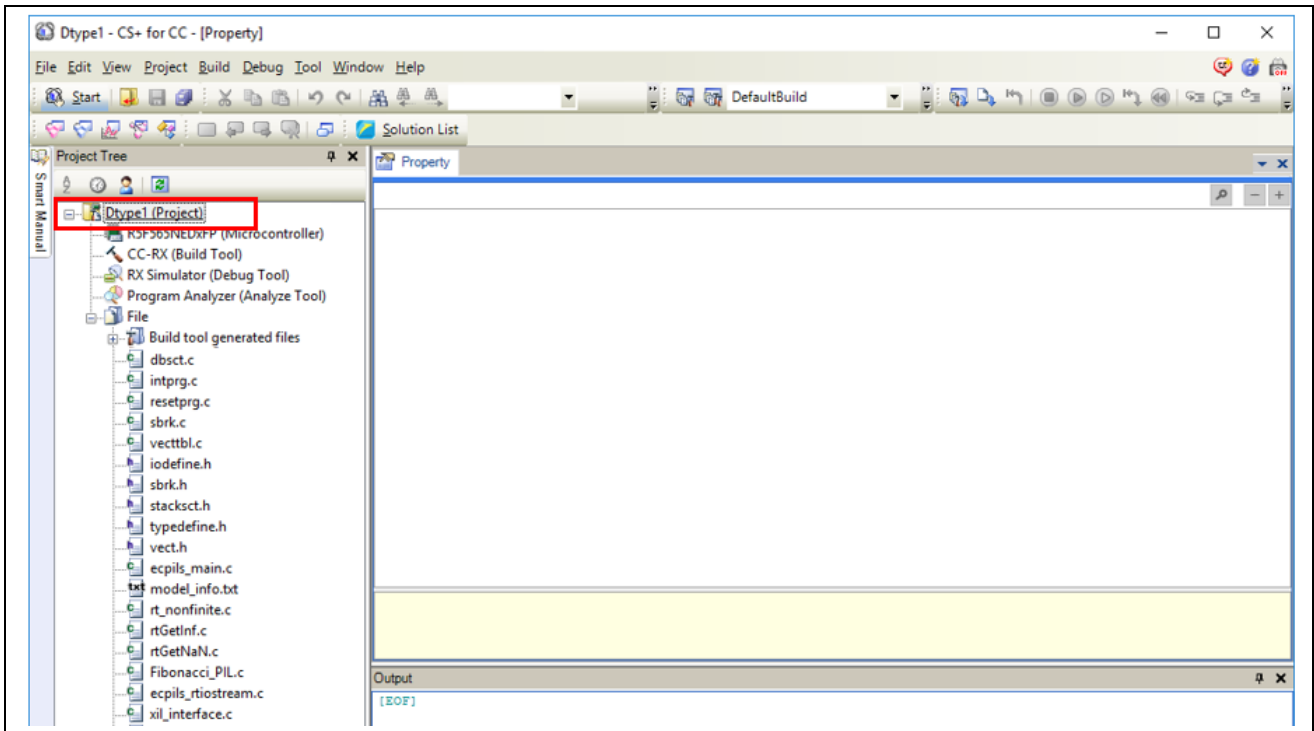 Dtype1 - CS+ for CC - [Property]
File Edit View Project Build Debug Tool Window Help
Start DefaultBuild
Solution List
Project Tree
Property
Smart Manual
Dtype1 (Project)
R5F565NEDxFP (Microcontroller)
CC-RX (Build Tool)
RX Simulator (Debug Tool)
Program Analyzer (Analyze Tool)
File
Build tool generated files
dbsct.c
intprg.c
resetprg.c
sbrk.c
vecttbl.c
iodefine.h
sbrk.h
stacksct.h
typedefine.h
vect.h
ecpils_main.c
txt model_info.txt
rt_nonfinite.c
rtGetInf.c
rtGetNaN.c
Fibonacci_PIL.c
ecpils_rtiostream.c
xil_interface.c
Output
[EOF]